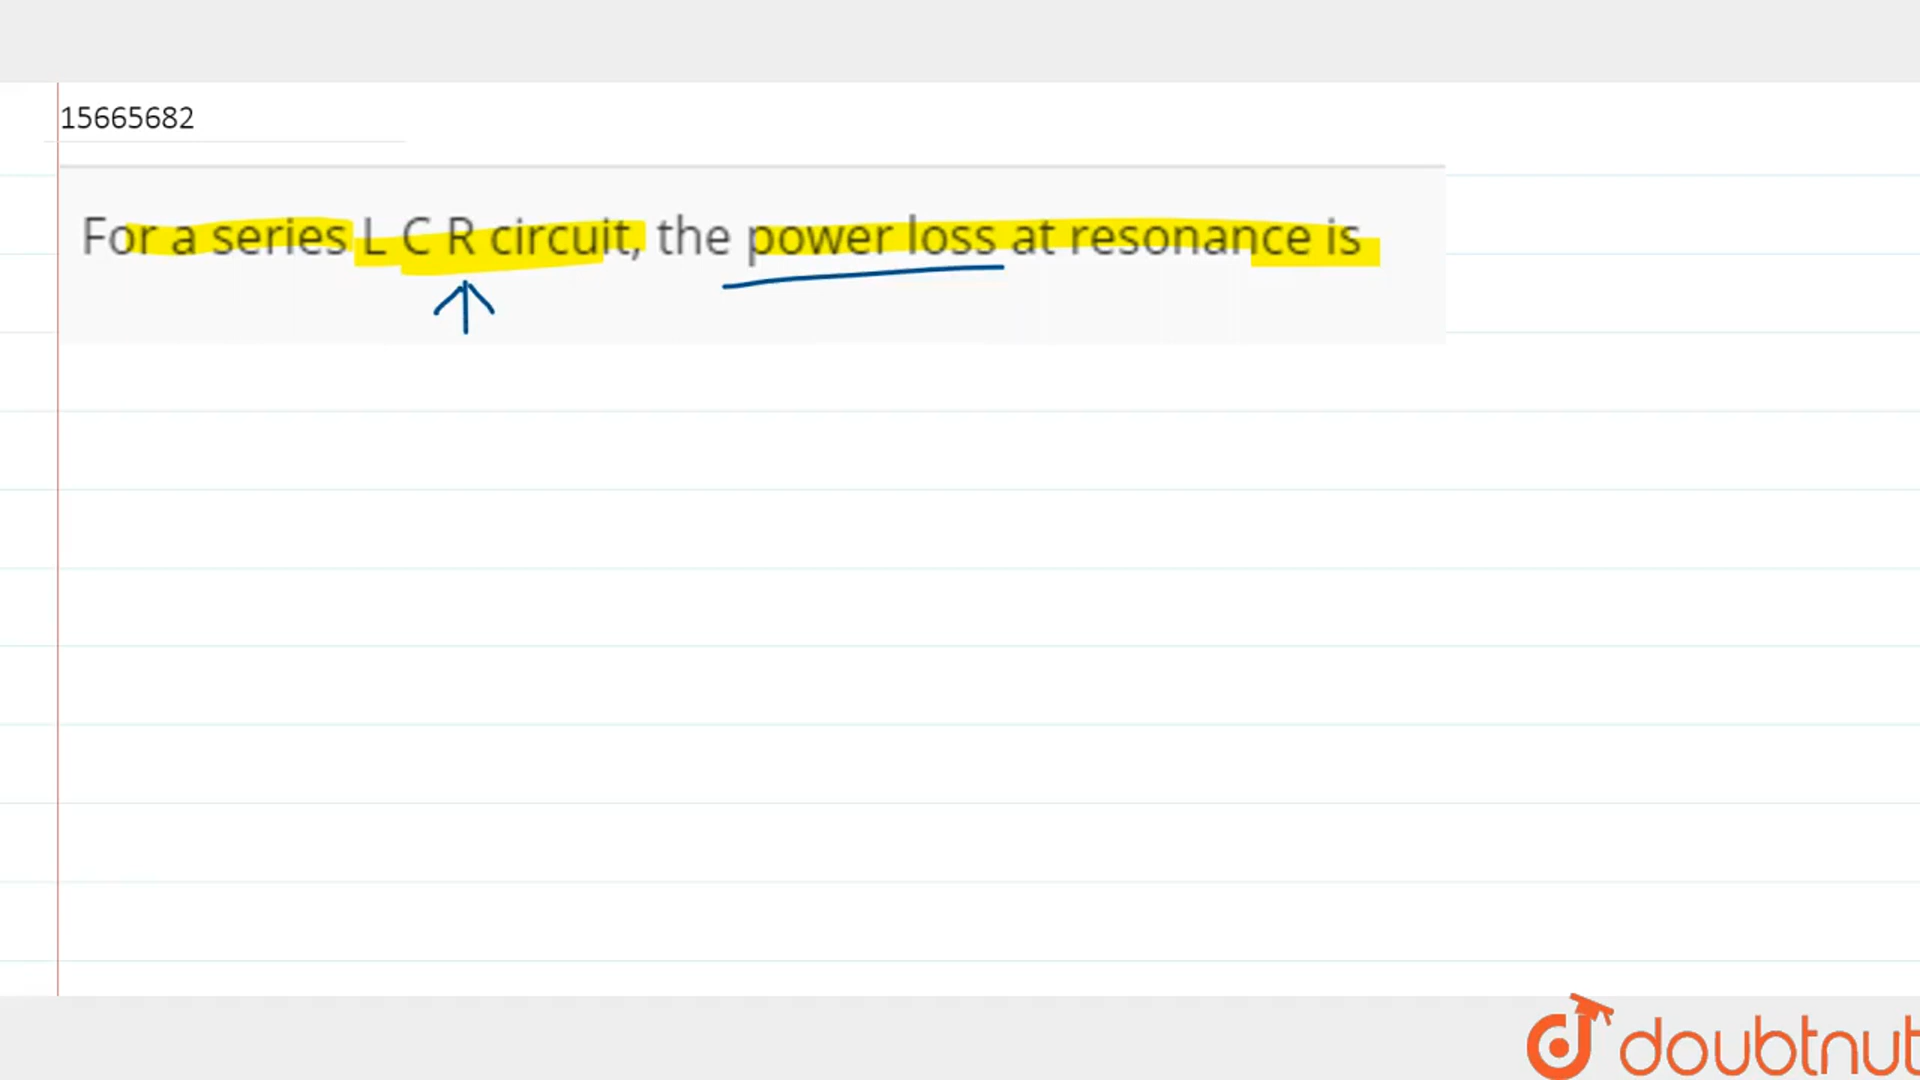 15665682
For a series L C R circuit, the power loss at resonance is
doubtnut